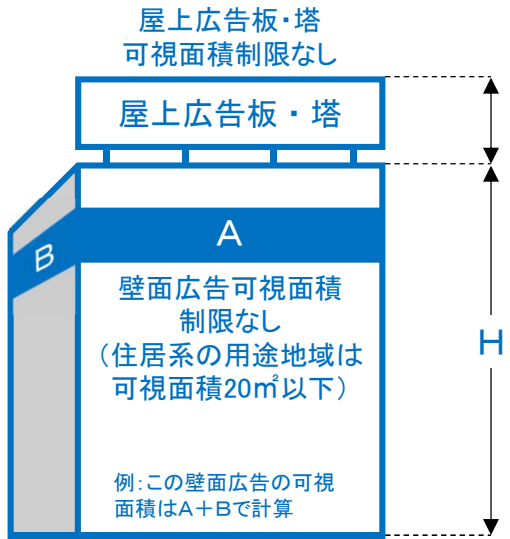 屋上広告板・塔
可視面積制限なし
屋上広告板・塔
A
B
壁面広告可視面積
制限なし
（住居系の用途地域は
可視面積20㎡以下）
H
例：この壁面広告の可視
面積はA＋Bで計算